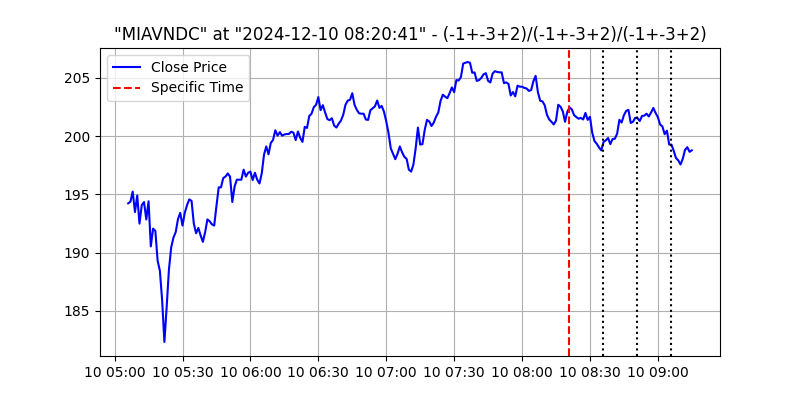 "MIAVNDC" at "2024-12-10 08:20:41" - (-1+-3+2)/(-1+-3+2)/(-1+-3+2)
Close Price
Specific Time
205
200
195
190
185
10 05:00 10 05:30 10 06:00 10 06:30 10 07:00 10 07:30 10 08:00 10 08:30 10 09:00